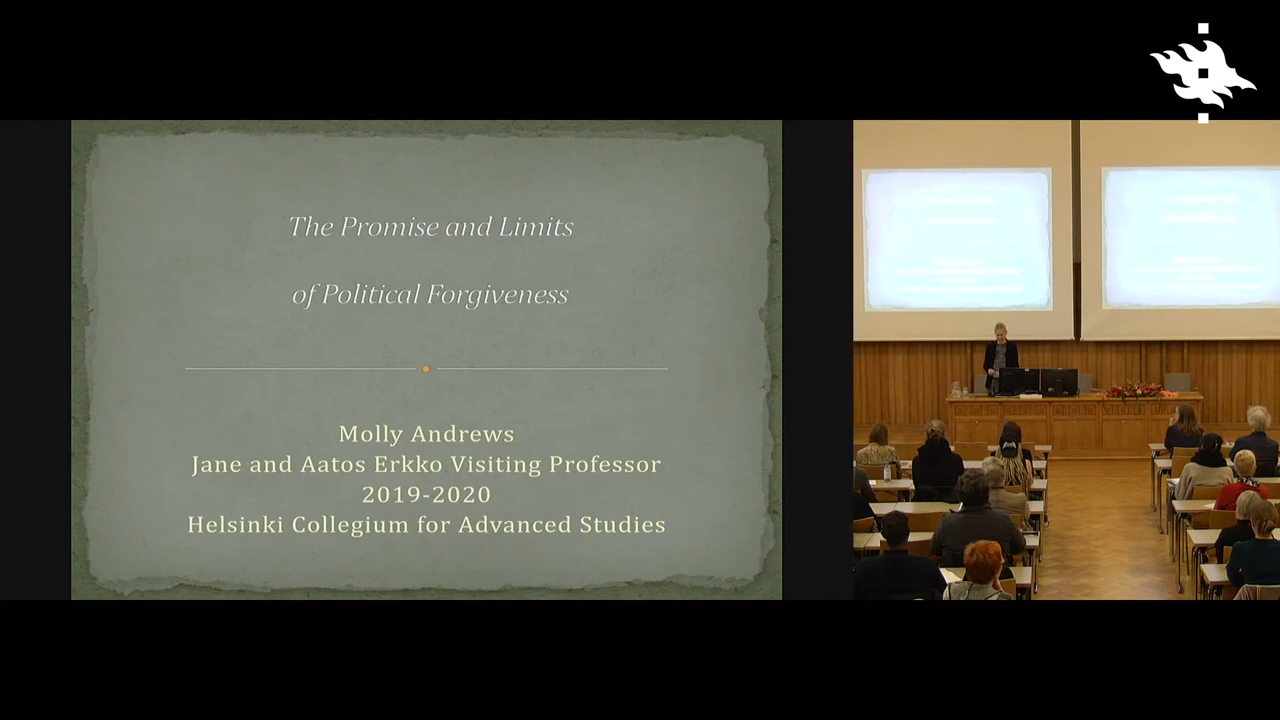 The Promise and Limits
of Political Forgiveness
Molly Andrews
Jane and Aatos Erkko Visiting Professor
2019-2020
Helsinki Collegium for Advanced Studies